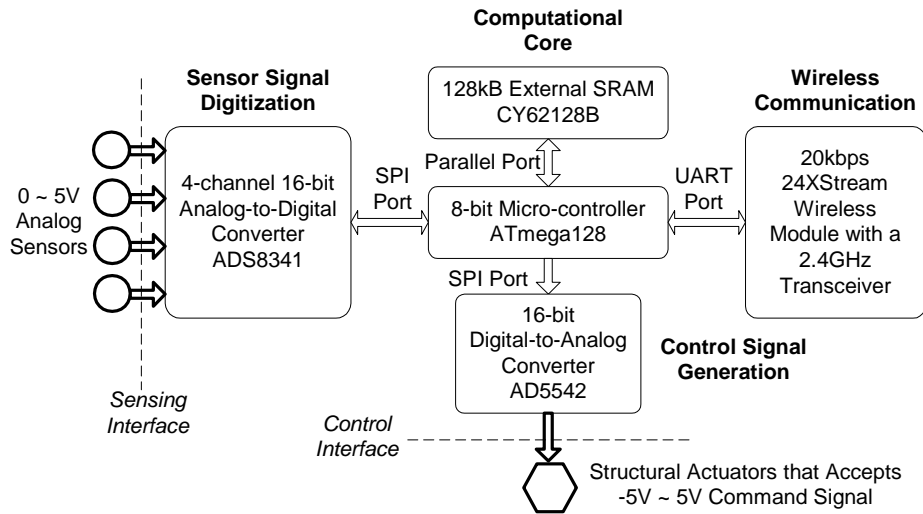 Computational
Core
Sensor Signal
Digitization
Wireless
Communication
128kB External SRAM
CY62128B
Parallel Port
0 ~ 5V
Analog
Sensors
4-channel 16-bit
Analog-to-Digital
Converter
ADS8341
SPI
Port
8-bit Micro-controller
ATmega128
UART
Port
20kbps
24XStream
Wireless
Module with a
2.4GHz
Transceiver
SPI Port
16-bit
Digital-to-Analog
Converter
AD5542
Control Signal
Generation
Sensing
Interface
Control
Interface
Structural Actuators that Accepts
-5V ~ 5V Command Signal